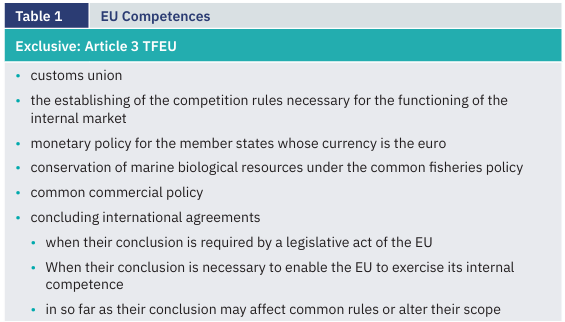 Table 1 EU Competences
Exclusive: Article 3 TFEU
• customs union
• the establishing of the competition rules necessary for the functioning of the
internal market
• monetary policy for the member states whose currency is the euro
• conservation of marine biological resources under the common fisheries policy
• common commercial policy
• concluding international agreements
• when their conclusion is required by a legislative act of the EU
• When their conclusion is necessary to enable the EU to exercise its internal
competence
• in so far as their conclusion may affect common rules or alter their scope